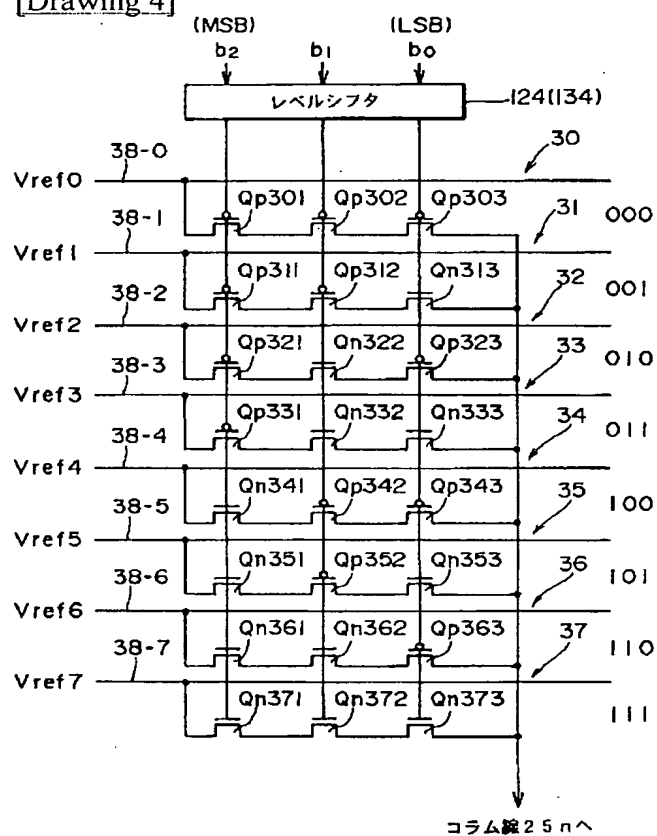 [Drawing 4]
(MSB) (LSB)
b2 b1 b0
レベルシフタ 124(134)
38-0 30
Vref0
Qp301 Qp302 Qp303
38-1 31 000
Vref1
Qp311 Qp312 Qn313
38-2 32 001
Vref2
Qp321 Qn322 Qp323
38-3 33 010
Vref3
Qp331 Qn332 Qn333
38-4 34 011
Vref4
Qn341 Qp342 Qp343
38-5 35 100
Vref5
Qn351 Qp352 Qn353
38-6 36 101
Vref6
Qn361 Qn362 Qp363
38-7 37 110
Vref7
Qn371 Qn372 Qn373
111
コラム線25nへ